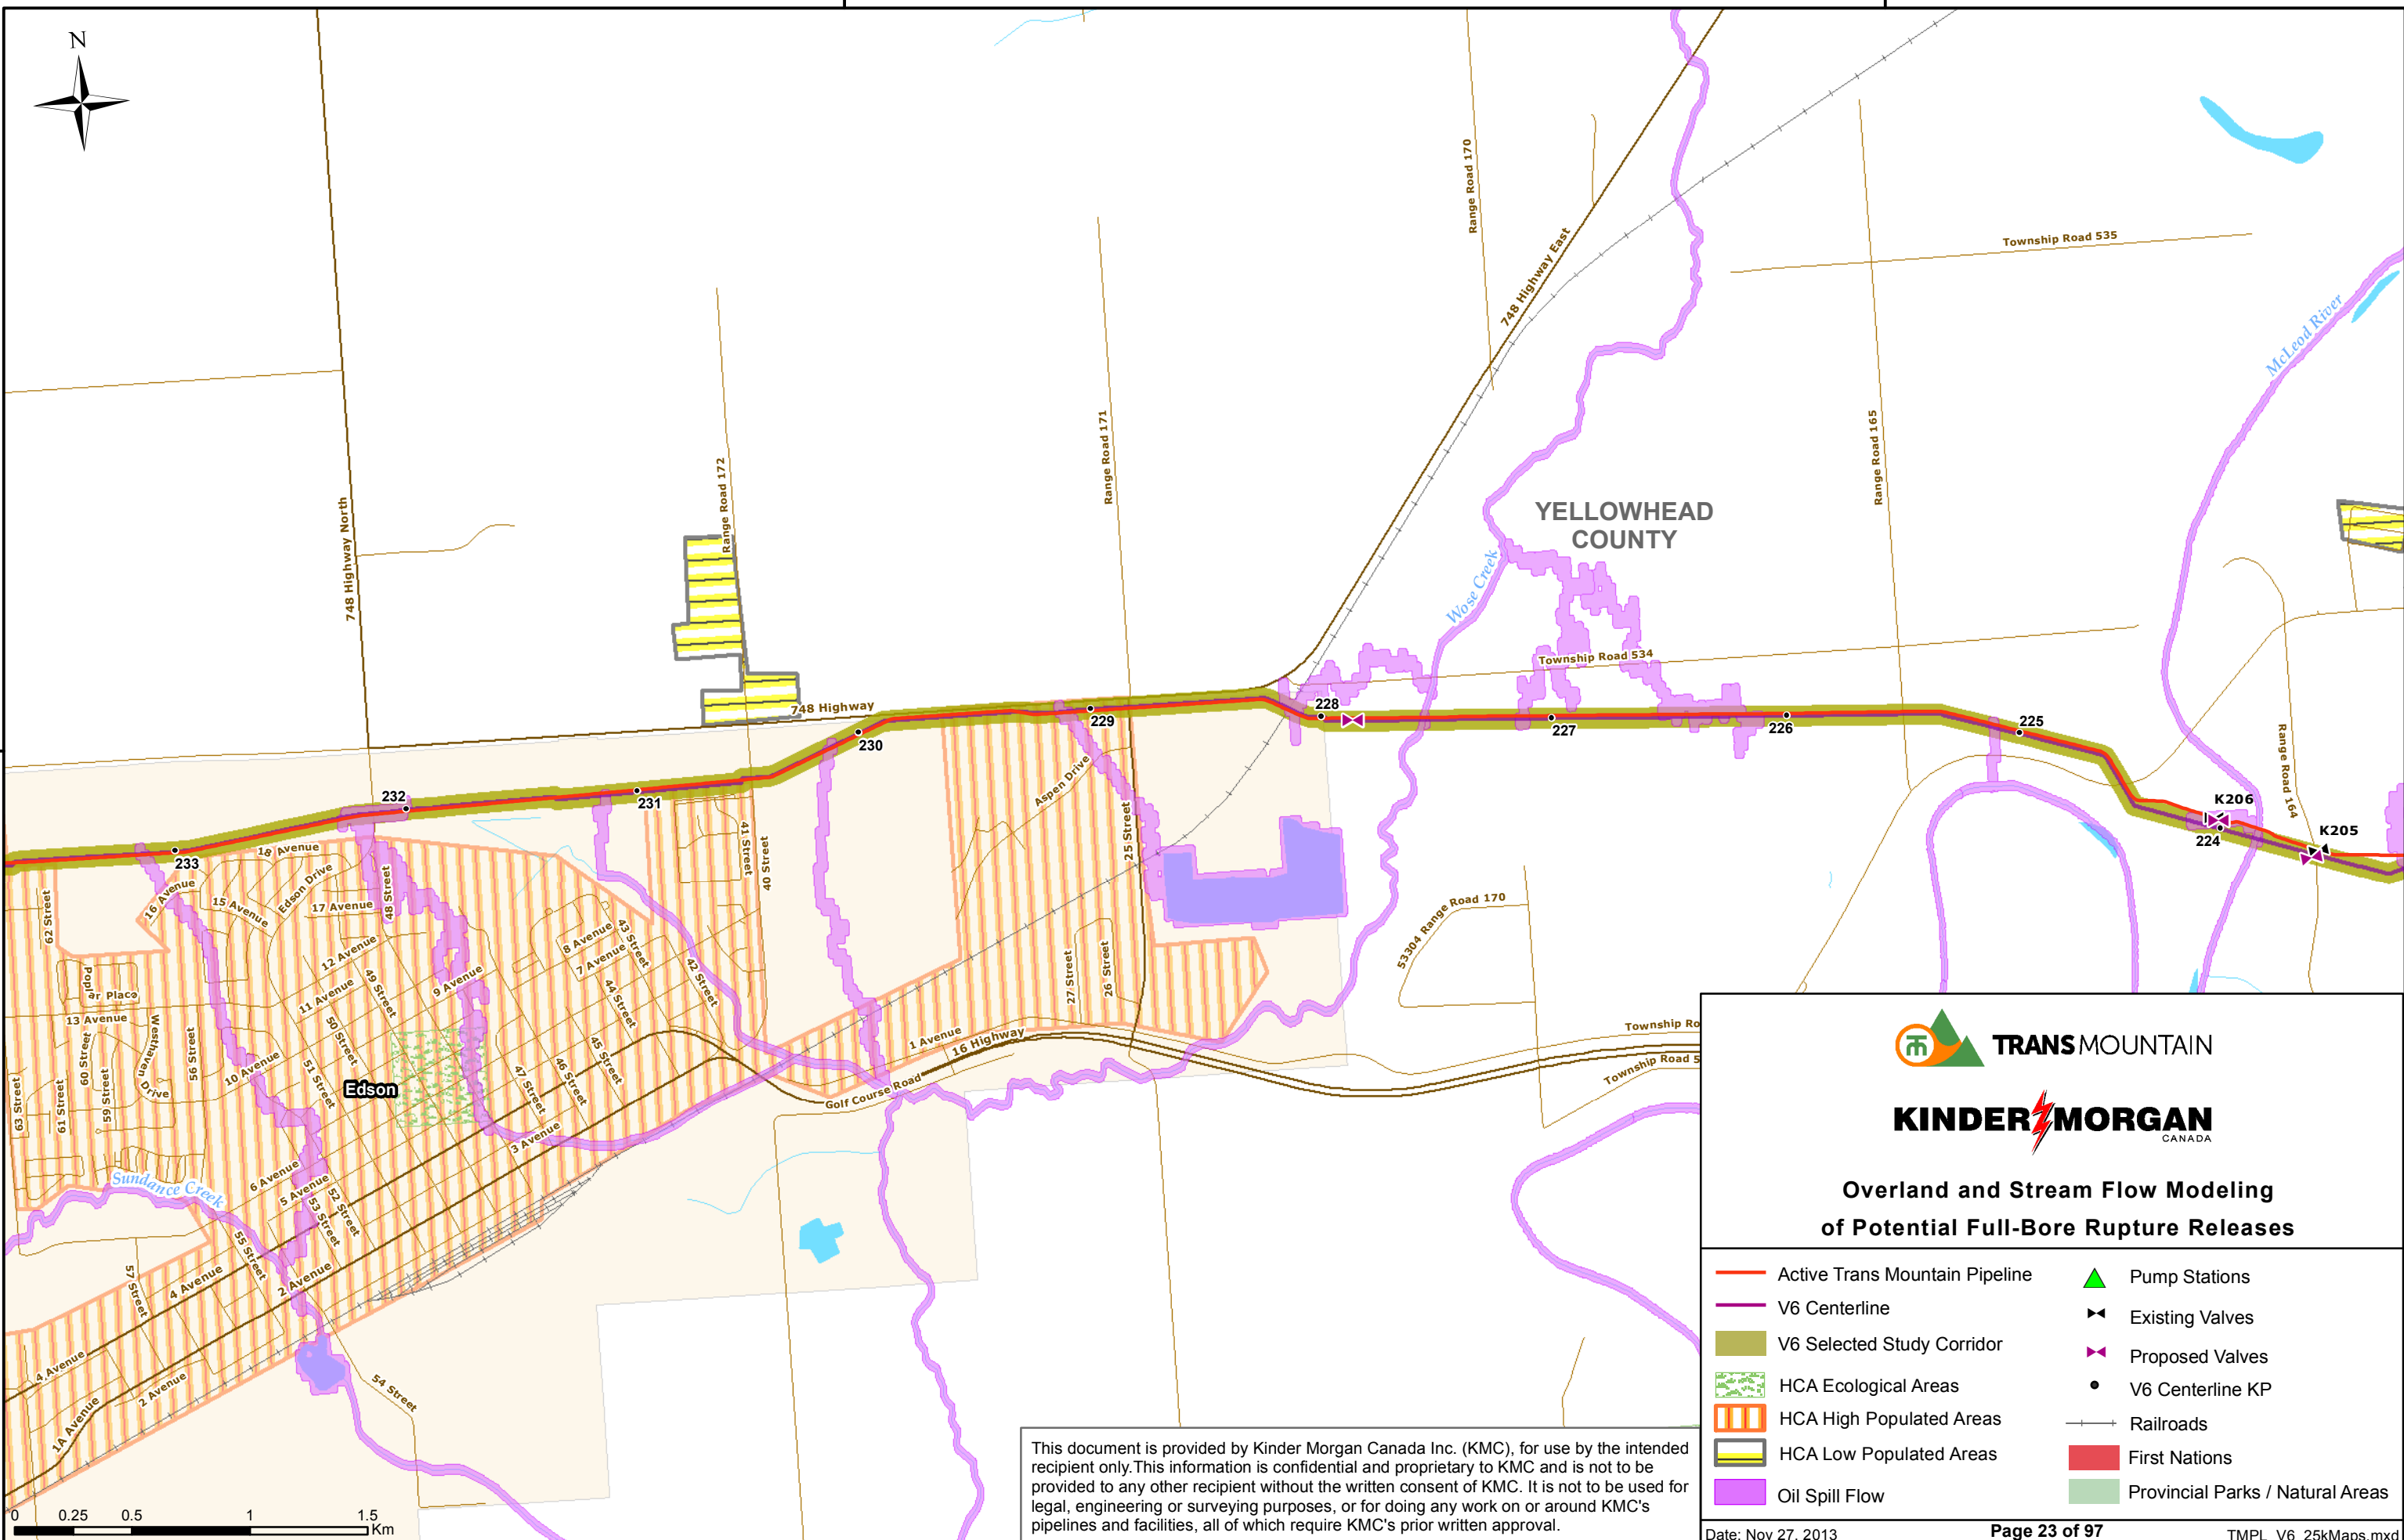 N
Range Road 170
748 Highway East
Township Road 535
McLeod River
Range Road 172
Range Road 171
Range Road 165
748 Highway North
YELLOWHEAD
COUNTY
Wose Creek
Township Road 534
748 Highway
228
229
227
226
225
230
K206
K205
224
Range Road 164
232
231
233
18 Avenue
Aspen Drive
25 Street
41 Street
40 Street
16 Avenue
15 Avenue
Edson Drive
17 Avenue
48 Street
62 Street
53304 Range Road 170
8 Avenue
7 Avenue
43 Street
42 Street
12 Avenue
11 Avenue
49 Street
9 Avenue
44 Street
27 Street
26 Street
Poplar Place
13 Avenue
Westhaven Drive
56 Street
60 Street
50 Street
51 Street
10 Avenue
1 Avenue
16 Highway
Township Ro
Township Road 5
45 Street
46 Street
47 Street
63 Street
61 Street
59 Street
Edson
Golf Course Road
3 Avenue
Sundance Creek
6 Avenue
5 Avenue
52 Street
53 Street
55 Street
57 Street
4 Avenue
2 Avenue
4 Avenue
2 Avenue
1A Avenue
54 Street
0 0.25 0.5 1 1.5
Km
This document is provided by Kinder Morgan Canada Inc. (KMC), for use by the intended
recipient only.This information is confidential and proprietary to KMC and is not to be
provided to any other recipient without the written consent of KMC. It is not to be used for
legal, engineering or surveying purposes, or for doing any work on or around KMC's
pipelines and facilities, all of which require KMC's prior written approval.
TRANSMOUNTAIN
KINDER MORGAN
CANADA
Overland and Stream Flow Modeling
of Potential Full-Bore Rupture Releases
Active Trans Mountain Pipeline
V6 Centerline
V6 Selected Study Corridor
HCA Ecological Areas
HCA High Populated Areas
HCA Low Populated Areas
Oil Spill Flow
Pump Stations
Existing Valves
Proposed Valves
V6 Centerline KP
Railroads
First Nations
Provincial Parks / Natural Areas
Date: Nov 27, 2013
Page 23 of 97
TMPL_V6_25kMaps.mxd